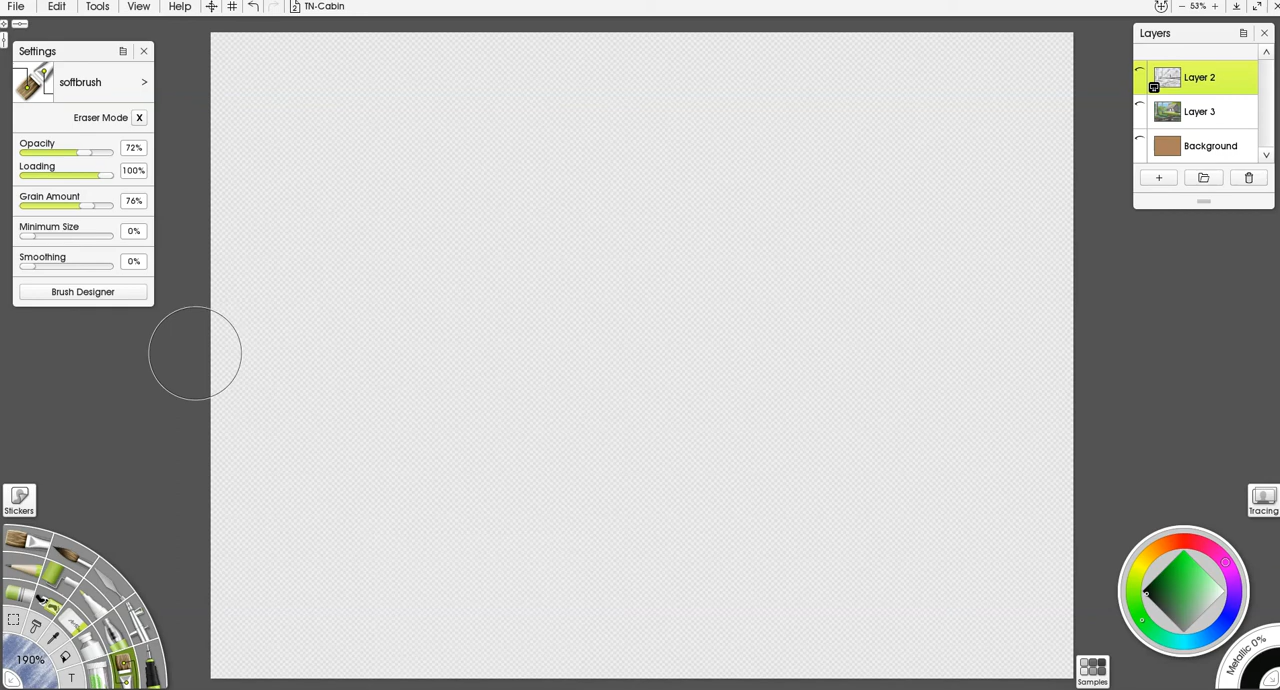 File Edit Tools View Help TN-Cabin 53%
Settings
softbrush >
Eraser Mode X
Opacity 72%
Loading 100%
Grain Amount 76%
Minimum Size 0%
Smoothing 0%
Brush Designer
Layers
Layer 2
Layer 3
Background
Stickers
Tracing
190%
T
Samples
Metallic 0%